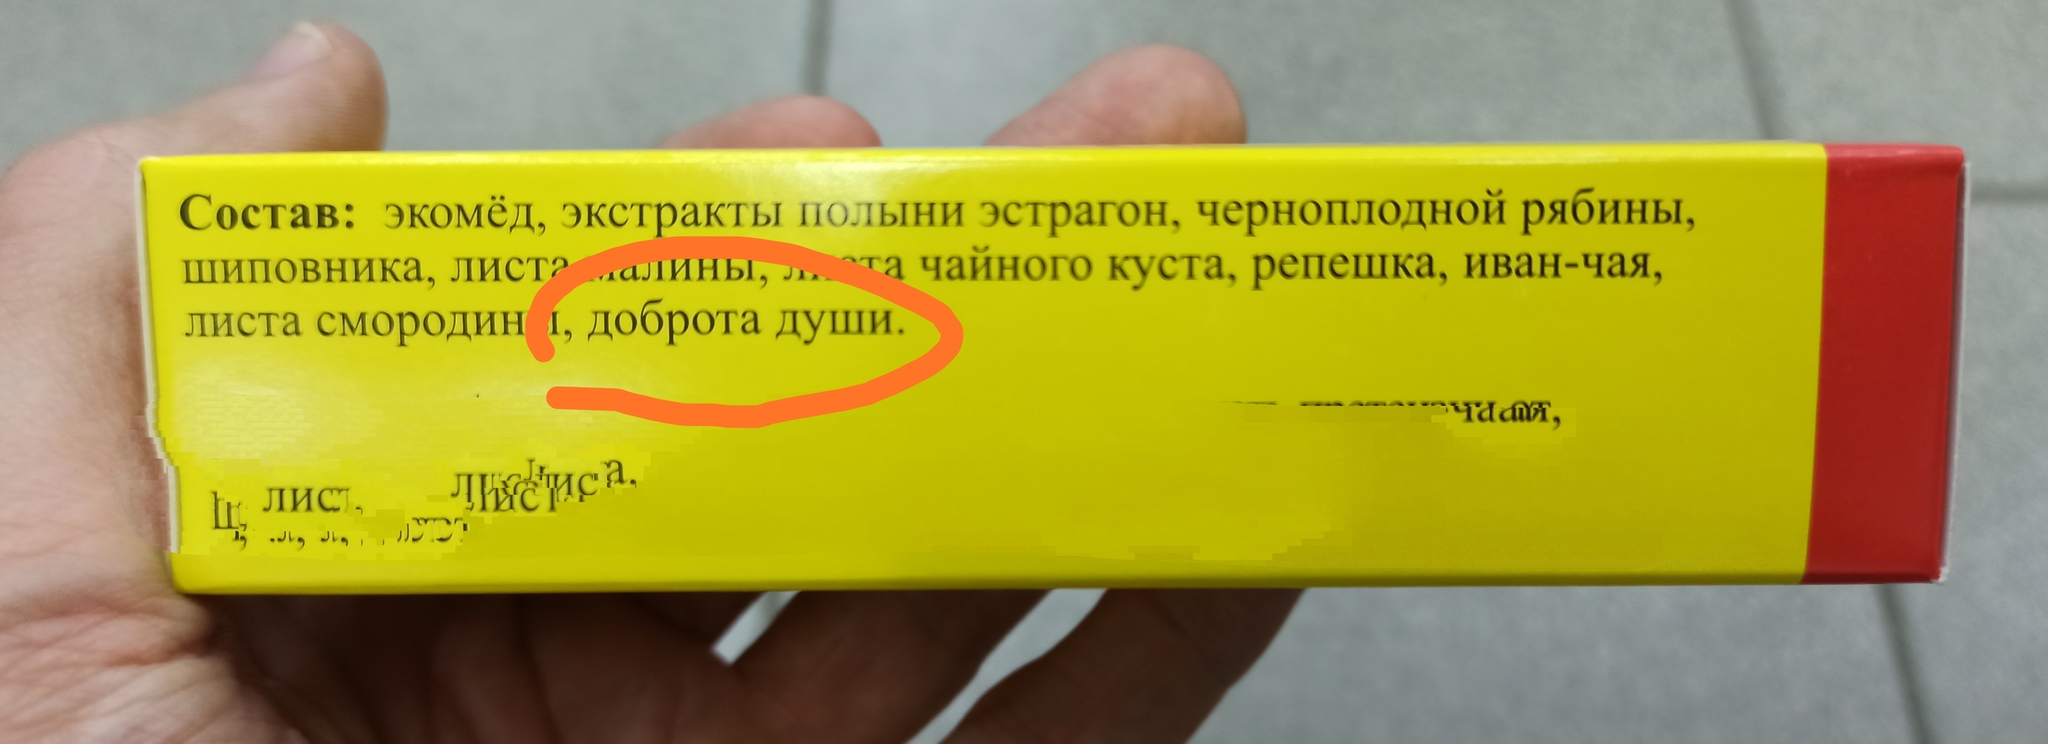 Состав: экомёд, экстракты полыни эстрагон, черноплодной рябины,
шиповника, листа малины, листа чайного куста, репешка, иван-чая,
листа смородины, доброта души.